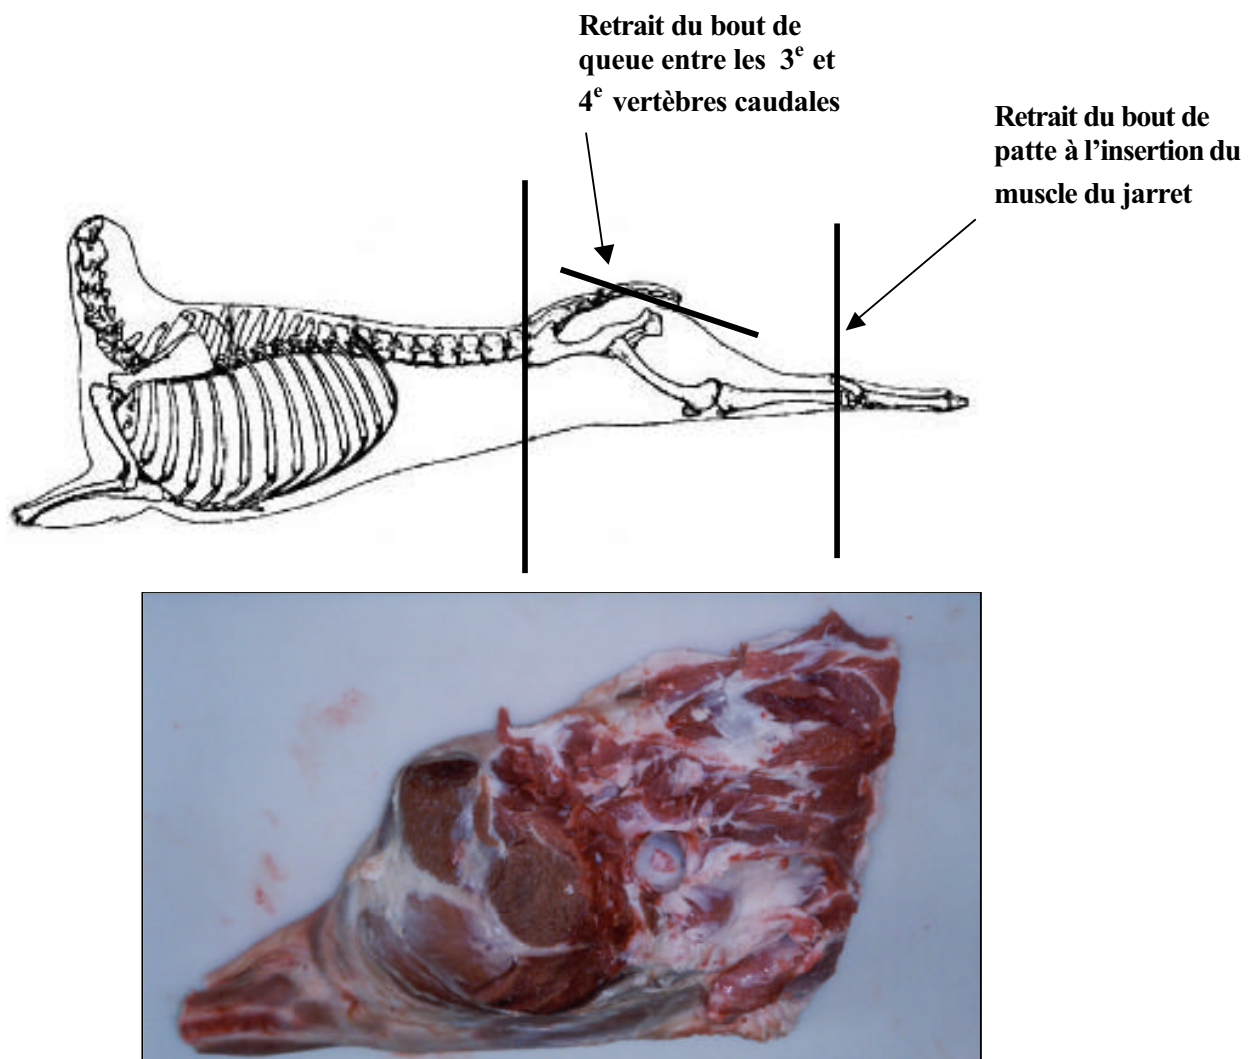 Retrait du bout de
queue entre les 3e et
4e vertèbres caudales
Retrait du bout de
patte à l'insertion du
muscle du jarret